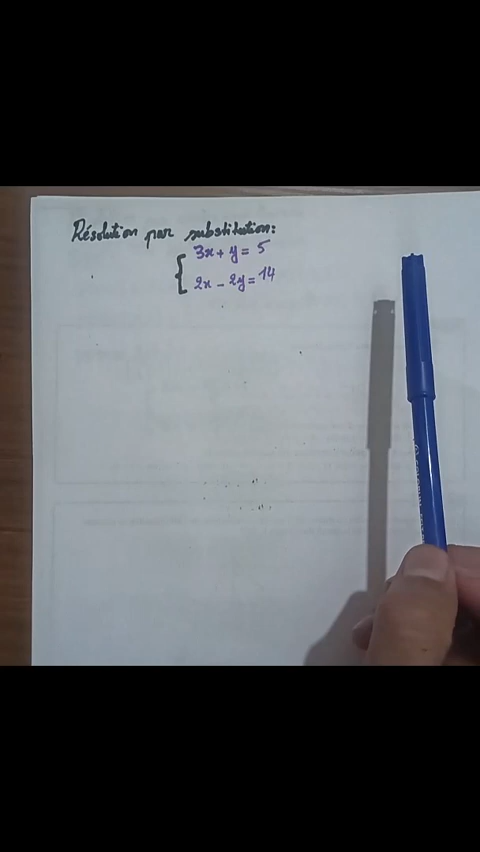 Résolution par substitution:
3x + y = 5
2x - 2y = 14